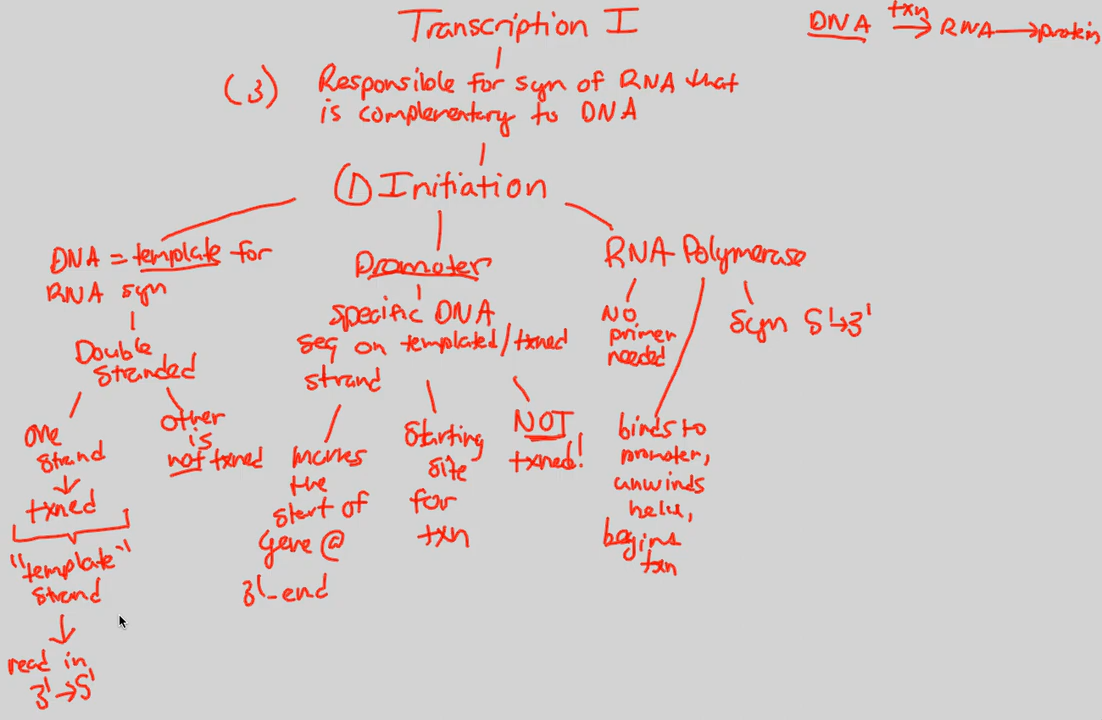 Transcription I
DNA txn→ RNA → protein
(3) Responsible for syn of RNA that
is complementary to DNA
① Initiation
DNA = template for
RNA syn
Double
stranded
one
strand
↓
txned
"template"
strand
↓
read in
3' → 5'
other
is
not txned
Promoter
specific DNA
seq on templated/txned
strand
marks
the
start of
gene @
3'-end
starting
site
for
txn
NOT
txned!
RNA Polymerase
NO
primer
needed
binds to
promoter,
unwinds
helix,
begins
txn
syn 5'↳3'